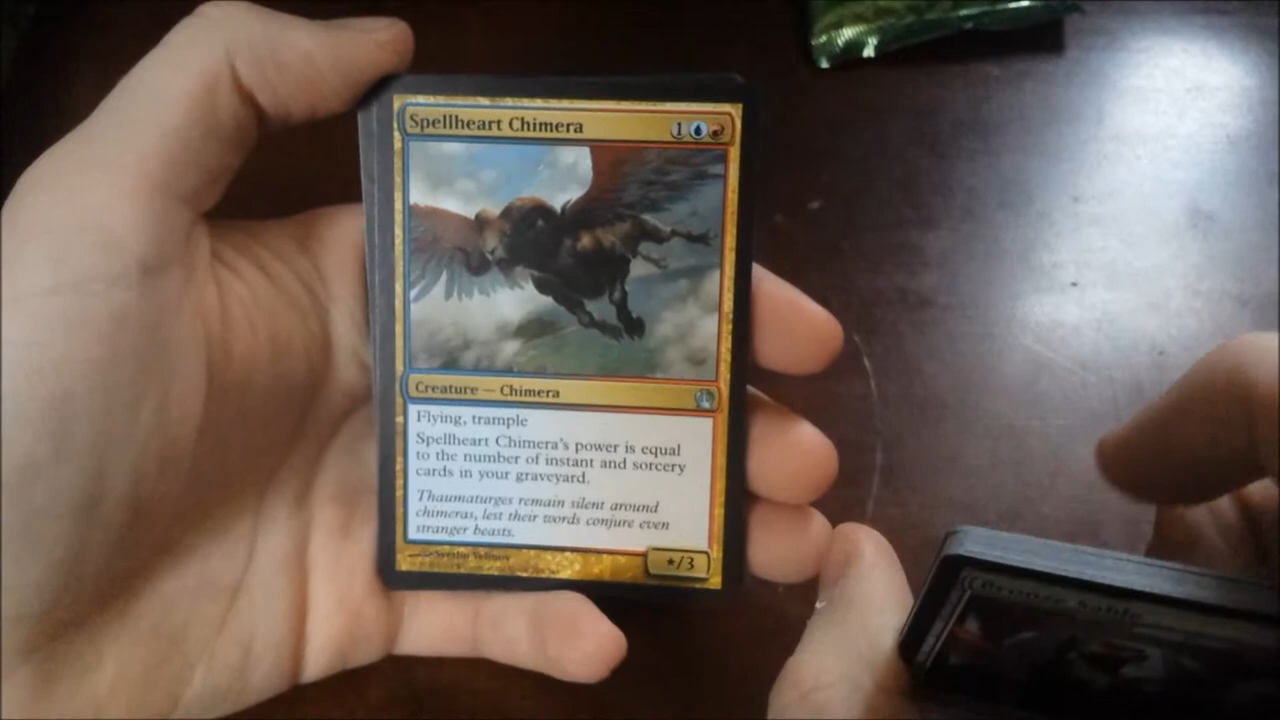 Spellheart Chimera 1
Creature — Chimera
Flying, trample
Spellheart Chimera's power is equal
to the number of instant and sorcery
cards in your graveyard.
Thaumaturges remain silent around
chimeras, lest their words conjure even
stranger beasts.
Svetlin Velinov
*/3
Bronze Sable